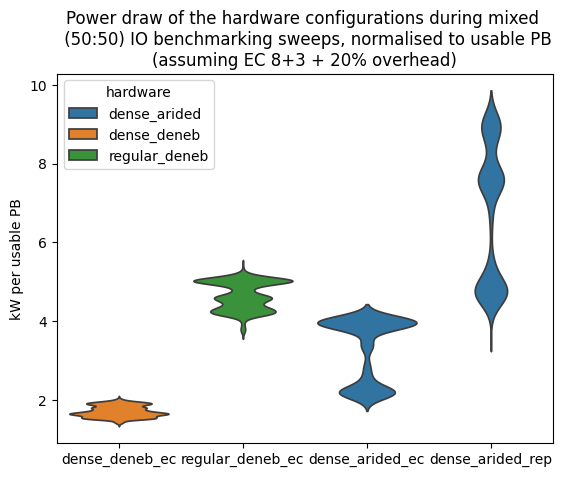 Power draw of the hardware configurations during mixed
(50:50) IO benchmarking sweeps, normalised to usable PB
(assuming EC 8+3 + 20% overhead)
hardware
dense_arided
dense_deneb
regular_deneb
kW per usable PB
10
8
6
4
2
dense_deneb_ec regular_deneb_ec dense_arided_ec dense_arided_rep